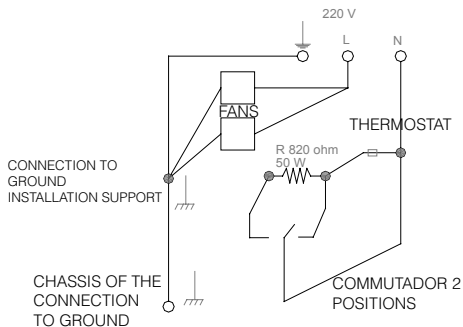 220 V
L
N
FANS
THERMOSTAT
R 820 ohm
50 W
CONNECTION TO
GROUND
INSTALLATION SUPPORT
CHASSIS OF THE
CONNECTION
TO GROUND
COMMUTADOR 2
POSITIONS